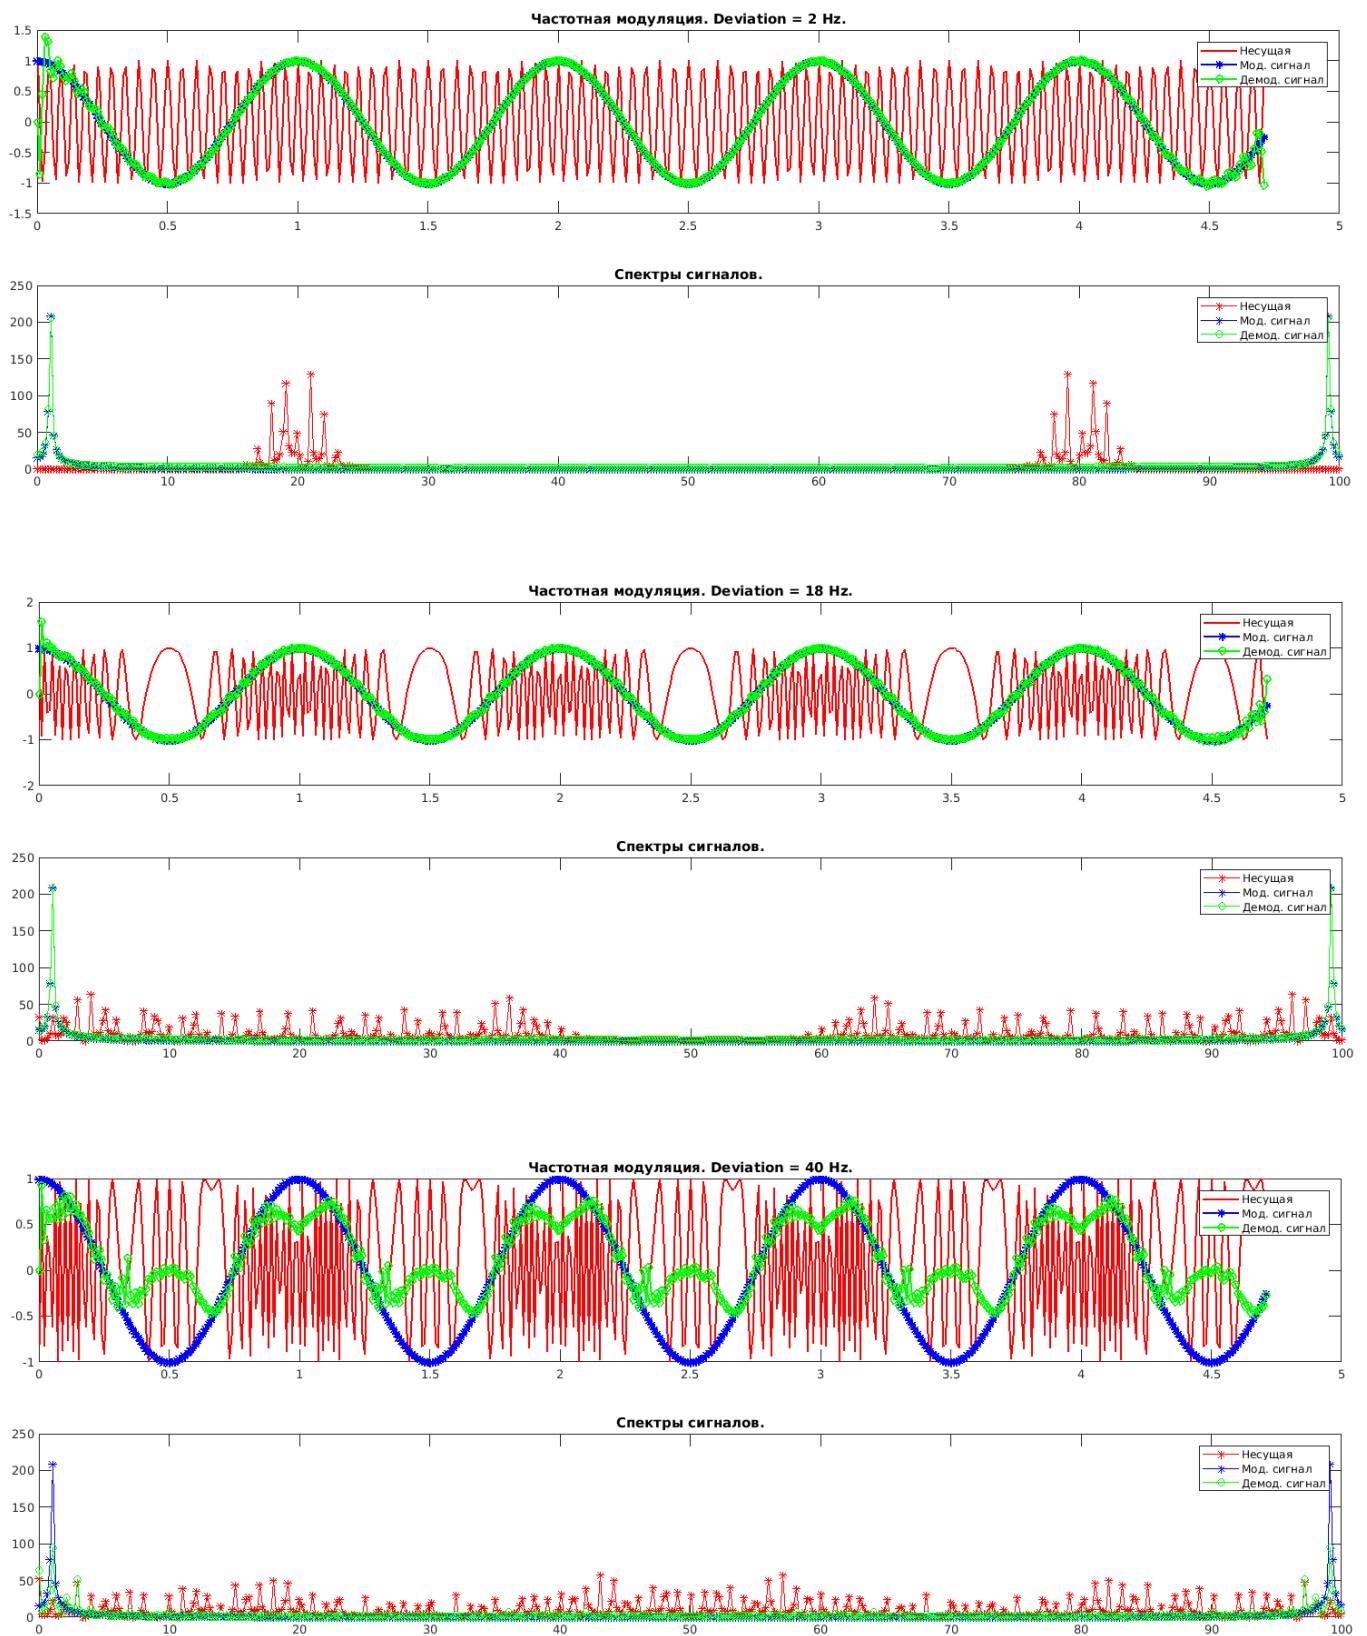 Частотная модуляция. Deviation = 2 Hz.
1.5
1
0.5
0
-0.5
-1
-1.5
Несущая
Мод. сигнал
Демод. сигнал
0 0.5 1 1.5 2 2.5 3 3.5 4 4.5 5
Спектры сигналов.
250
200
150
100
50
0
Несущая
Мод. сигнал
Демод. сигнал
0 10 20 30 40 50 60 70 80 90 100
Частотная модуляция. Deviation = 18 Hz.
2
1
0
-1
-2
Несущая
Мод. сигнал
Демод. сигнал
0 0.5 1 1.5 2 2.5 3 3.5 4 4.5 5
Спектры сигналов.
250
200
150
100
50
0
Несущая
Мод. сигнал
Демод. сигнал
0 10 20 30 40 50 60 70 80 90 100
Частотная модуляция. Deviation = 40 Hz.
1
0.5
0
-0.5
-1
Несущая
Мод. сигнал
Демод. сигнал
0 0.5 1 1.5 2 2.5 3 3.5 4 4.5 5
Спектры сигналов.
250
200
150
100
50
0
Несущая
Мод. сигнал
Демод. сигнал
0 10 20 30 40 50 60 70 80 90 100